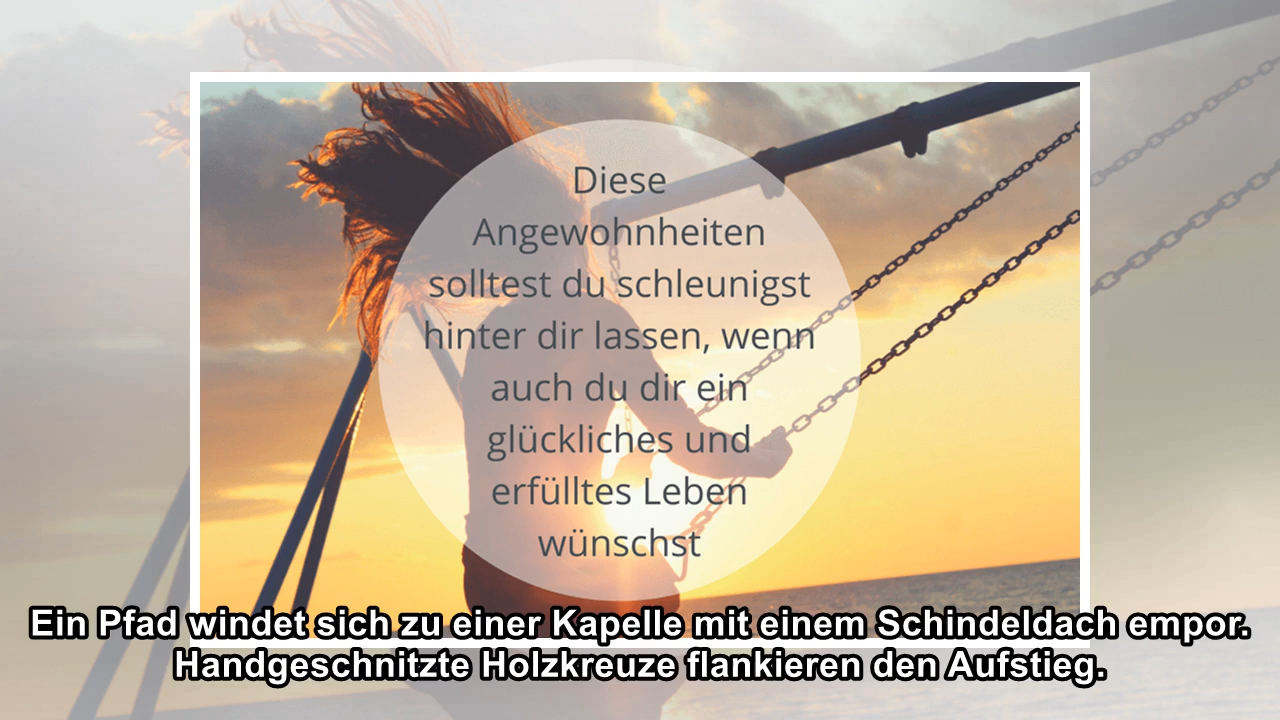 Diese
Angewohnheiten
solltest du schleunigst
hinter dir lassen, wenn
auch du dir ein
glückliches und
erfülltes Leben
wünschst
Ein Pfad windet sich zu einer Kapelle mit einem Schindeldach empor.
Handgeschnitzte Holzkreuze flankieren den Aufstieg.